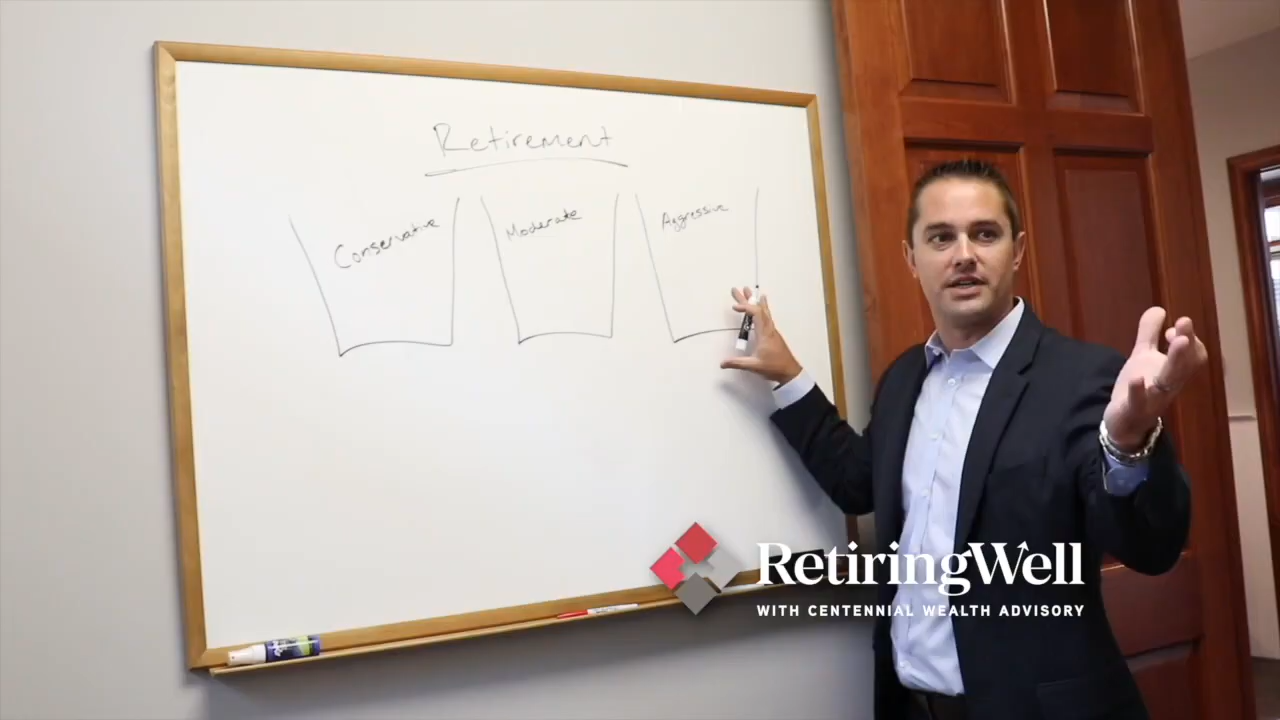 Retirement
Conservative
Moderate
Aggressive
RetiringWell
WITH CENTENNIAL WEALTH ADVISORY